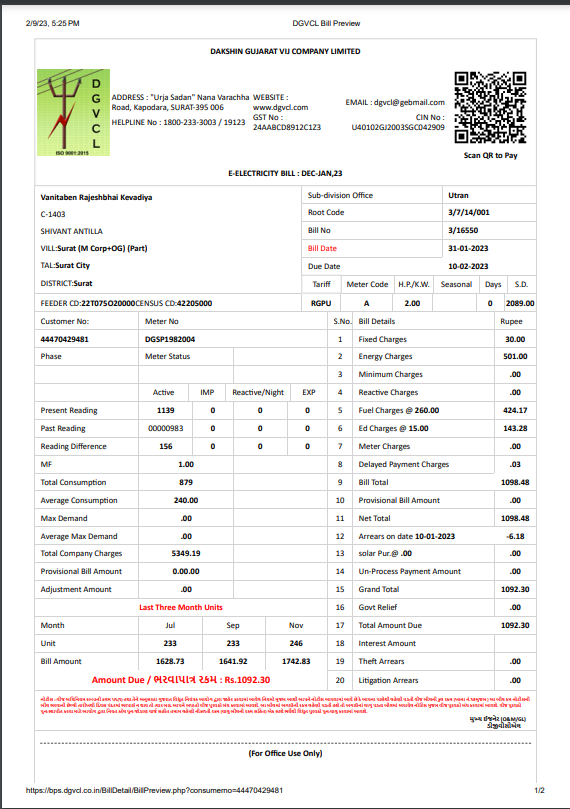 2/9/23, 5:25 PM DGVCL Bill Preview
DAKSHIN GUJARAT VIJ COMPANY LIMITED
D
G
V
C
L
ISO 9001:2015
ADDRESS : "Urja Sadan" Nana Varachha
Road, Kapodara, SURAT-395 006
HELPLINE No : 1800-233-3003 / 19123
WEBSITE :
www.dgvcl.com
GST No :
24AABCD8912C1Z3
EMAIL : dgvcl@gebmail.com
CIN No :
U40102GJ2003SGC042909
Scan QR to Pay
E-ELECTRICITY BILL : DEC-JAN,23
Vanitaben Rajeshbhai Kevadiya
C-1403
SHIVANT ANTILLA
VILL:Surat (M Corp+OG) (Part)
TAL:Surat City
DISTRICT:Surat
Sub-division Office Utran
Root Code 3/7/14/001
Bill No 3/16550
Bill Date 31-01-2023
Due Date 10-02-2023
Tariff Meter Code H.P./K.W. Seasonal Days S.D.
FEEDER CD:22T075O20000CENSUS CD:42205000 RGPU A 2.00 0 2089.00
Customer No: Meter No S.No. Bill Details Rupee
44470429481 DGSP1982004 1 Fixed Charges 30.00
Phase Meter Status 2 Energy Charges 501.00
3 Minimum Charges .00
Active IMP Reactive/Night EXP 4 Reactive Charges .00
Present Reading 1139 0 0 0 5 Fuel Charges @ 260.00 424.17
Past Reading 00000983 0 0 0 6 Ed Charges @ 15.00 143.28
Reading Difference 156 0 0 0 7 Meter Charges .00
MF 1.00 8 Delayed Payment Charges .03
Total Consumption 879 9 Bill Total 1098.48
Average Consumption 240.00 10 Provisional Bill Amount .00
Max Demand .00 11 Net Total 1098.48
Average Max Demand .00 12 Arrears on date 10-01-2023 -6.18
Total Company Charges 5349.19 13 solar Pur.@ .00 .00
Provisional Bill Amount 0.00.00 14 Un-Process Payment Amount .00
Adjustment Amount .00 15 Grand Total 1092.30
Last Three Month Units 16 Govt Relief .00
Month Jul Sep Nov 17 Total Amount Due 1092.30
Unit 233 233 246 18 Interest Amount
Bill Amount 1628.73 1641.92 1742.83 19 Theft Arrears .00
Amount Due / ભરવાપાત્ર રકમ : Rs.1092.30 20 Litigation Arrears .00
મુખ્ય ઈજનેર (O&M/GL)
ડીજીવીસીએલ
(For Office Use Only)
https://bps.dgvcl.co.in/BillDetail/BillPreview.php?consumemo=44470429481 1/2